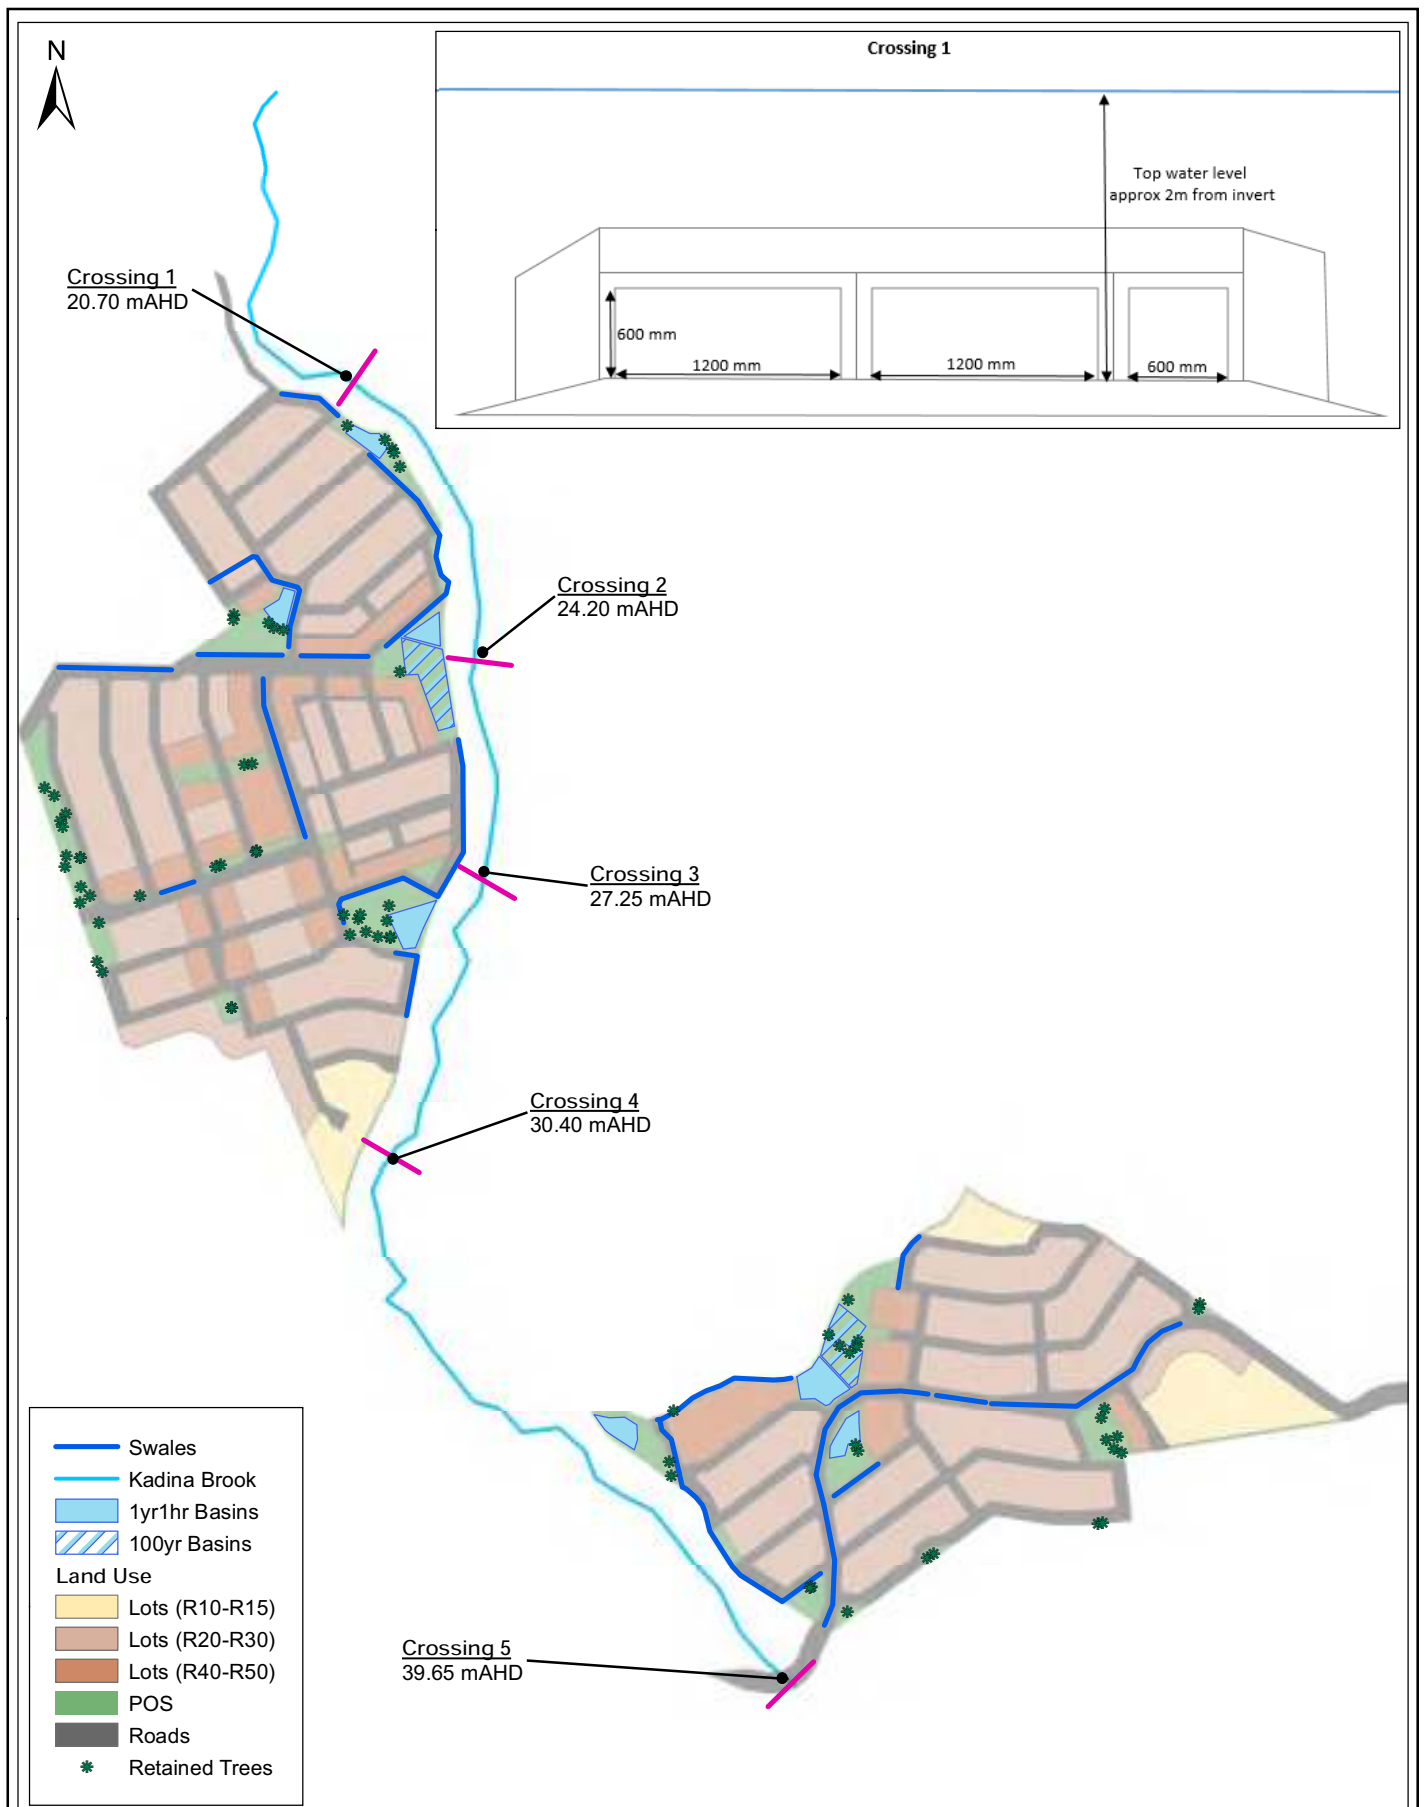 N
Crossing 1
Top water level
approx 2m from invert
600 mm
1200 mm
1200 mm
600 mm
Crossing 1
20.70 mAHD
Crossing 2
24.20 mAHD
Crossing 3
27.25 mAHD
Crossing 4
30.40 mAHD
Crossing 5
39.65 mAHD
Swales
Kadina Brook
1yr1hr Basins
100yr Basins
Land Use
Lots (R10-R15)
Lots (R20-R30)
Lots (R40-R50)
POS
Roads
Retained Trees